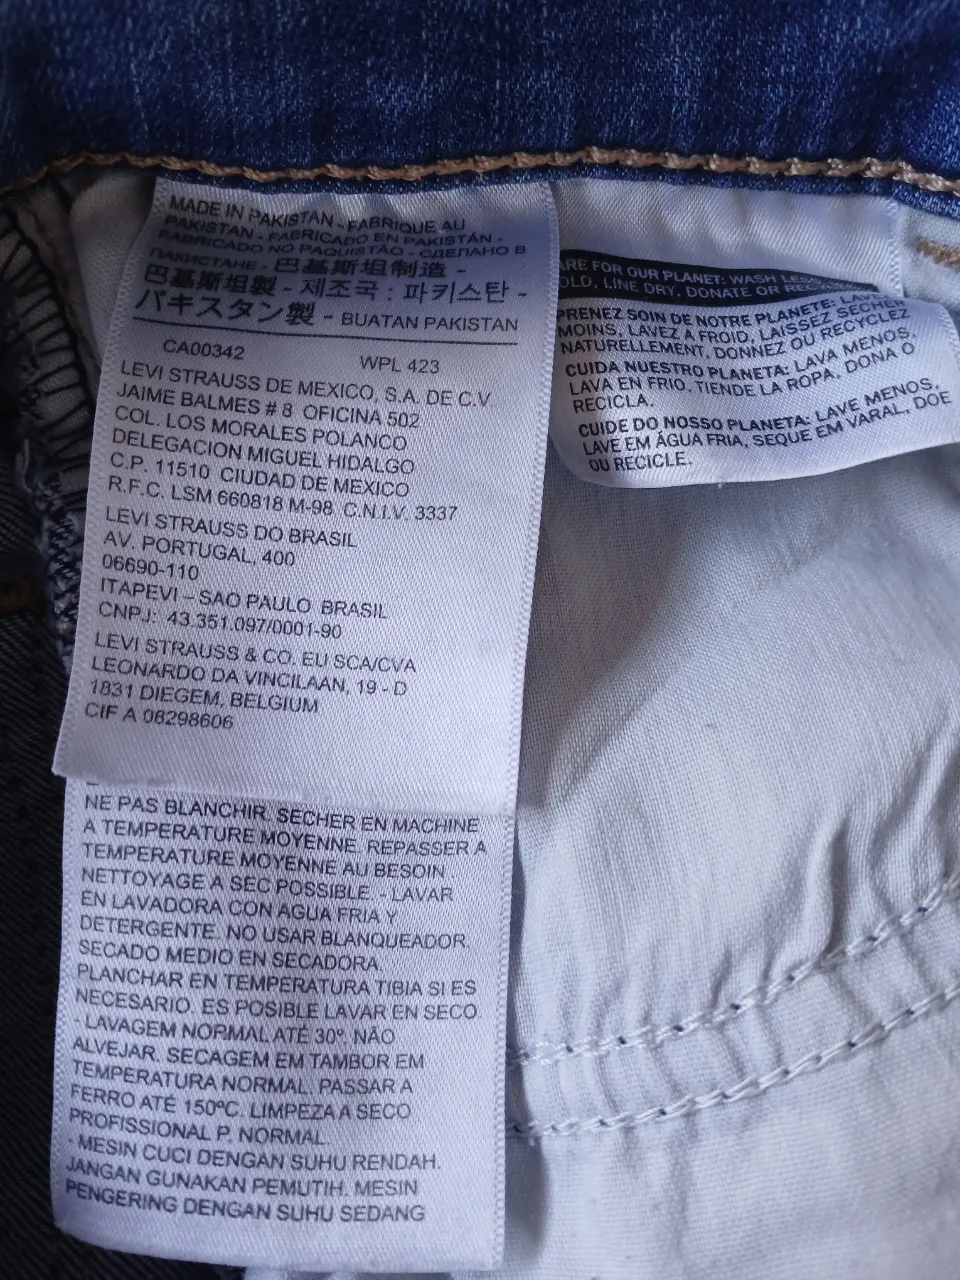 MADE IN PAKISTAN - FABRIQUE AU
PAKISTAN - FABRICADO EN PAKISTÁN -
FABRICADO NO PAQUISTÃO - СДЕЛАНО В
ПАКИСТАНЕ - 巴基斯坦制造 -
巴基斯坦製 - 제조국 : 파키스탄 -
パキスタン製 - BUATAN PAKISTAN
CA00342 WPL 423
LEVI STRAUSS DE MEXICO, S.A. DE C.V
JAIME BALMES # 8 OFICINA 502
COL. LOS MORALES POLANCO
DELEGACION MIGUEL HIDALGO
C.P. 11510 CIUDAD DE MEXICO
R.F.C. LSM 660818 M-98 C.N.I.V. 3337
LEVI STRAUSS DO BRASIL
AV. PORTUGAL, 400
06690-110
ITAPEVI – SAO PAULO BRASIL
CNPJ: 43.351.097/0001-90
LEVI STRAUSS & CO. EU SCA/CVA
LEONARDO DA VINCILAAN, 19 - D
1831 DIEGEM, BELGIUM
CIF A 08298606
NE PAS BLANCHIR. SECHER EN MACHINE
A TEMPERATURE MOYENNE. REPASSER A
TEMPERATURE MOYENNE AU BESOIN
NETTOYAGE A SEC POSSIBLE. - LAVAR
EN LAVADORA CON AGUA FRIA Y
DETERGENTE. NO USAR BLANQUEADOR.
SECADO MEDIO EN SECADORA.
PLANCHAR EN TEMPERATURA TIBIA SI ES
NECESARIO. ES POSIBLE LAVAR EN SECO.
- LAVAGEM NORMAL ATÉ 30º. NÃO
ALVEJAR. SECAGEM EM TAMBOR EM
TEMPERATURA NORMAL. PASSAR A
FERRO ATÉ 150ºC. LIMPEZA A SECO
PROFISSIONAL P. NORMAL.
- MESIN CUCI DENGAN SUHU RENDAH.
JANGAN GUNAKAN PEMUTIH. MESIN
PENGERING DENGAN SUHU SEDANG
ARE FOR OUR PLANET: WASH LESS
OLD, LINE DRY, DONATE OR
PRENEZ SOIN DE NOTRE PLANETE:
MOINS, LAVEZ A FROID, LAISSEZ SECHER
NATURELLEMENT, DONNEZ OU RECYCLEZ
CUIDA NUESTRO PLANETA: LAVA MENOS,
LAVA EN FRIO, TIENDE LA ROPA, DONA O
RECICLA.
CUIDE DO NOSSO PLANETA: LAVE MENOS,
LAVE EM ÁGUA FRIA, SEQUE EM VARAL, DOE
OU RECICLE.